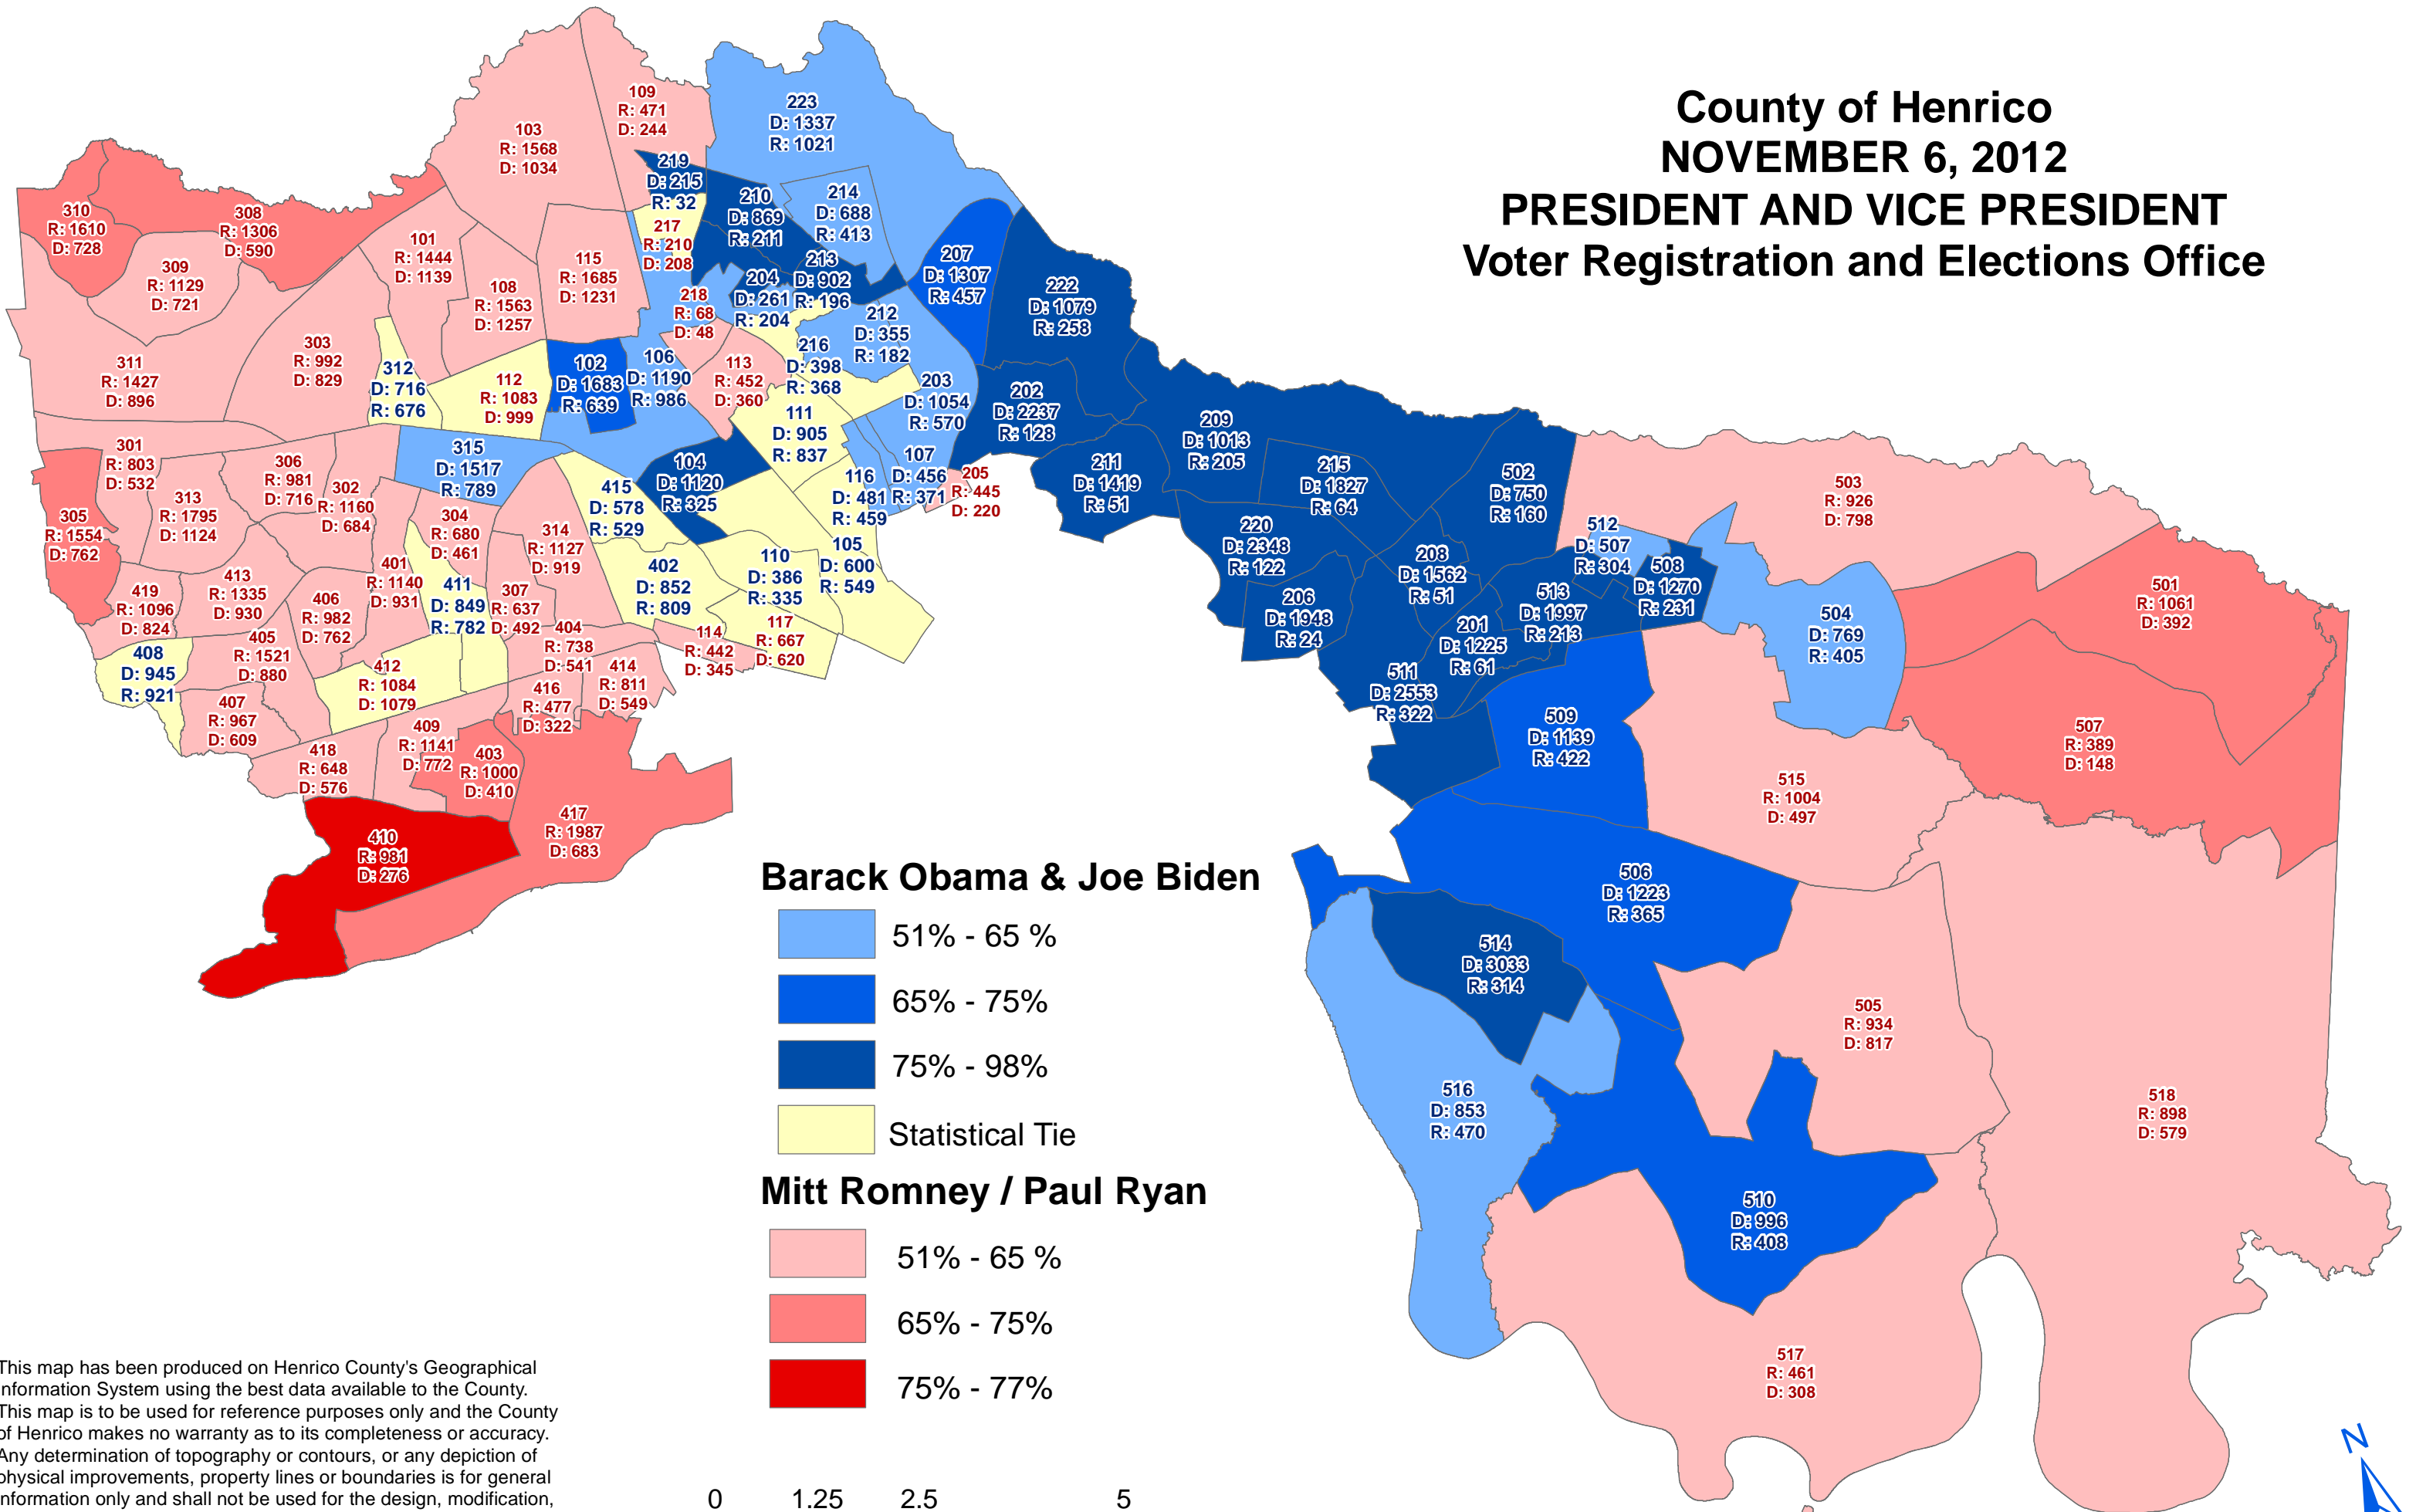 County of Henrico
NOVEMBER 6, 2012
PRESIDENT AND VICE PRESIDENT
Voter Registration and Elections Office
109
R: 471
D: 244
103
R: 1568
D: 1034
223
D: 1337
R: 1021
219
D: 215
R: 32
210
D: 869
R: 211
214
D: 688
R: 413
310
R: 1610
D: 728
308
R: 1306
D: 590
217
R: 210
D: 208
101
R: 1444
D: 1139
309
R: 1129
D: 721
115
R: 1685
D: 1231
213
D: 902
R: 196
207
D: 1307
R: 457
204
D: 261
R: 204
108
R: 1563
D: 1257
218
R: 68
D: 48
222
D: 1079
R: 258
212
D: 355
R: 182
303
R: 992
D: 829
216
D: 398
R: 368
311
R: 1427
D: 896
312
D: 716
R: 676
102
D: 1683
R: 639
106
D: 1190
R: 986
113
R: 452
D: 360
112
R: 1083
D: 999
203
D: 1054
R: 570
202
D: 2237
R: 128
111
D: 905
R: 837
209
D: 1013
R: 205
301
R: 803
D: 532
315
D: 1517
R: 789
306
R: 981
D: 716
104
D: 1120
R: 325
107
D: 456
R: 371
116
D: 481
R: 459
205
R: 445
D: 220
211
D: 1419
R: 51
215
D: 1827
R: 64
502
D: 750
R: 160
503
R: 926
D: 798
415
D: 578
R: 529
302
R: 1160
D: 684
313
R: 1795
D: 1124
305
R: 1554
D: 762
304
R: 680
D: 461
314
R: 1127
D: 919
220
D: 2348
R: 122
512
D: 507
R: 304
105
D: 600
R: 549
110
D: 386
R: 335
208
D: 1562
R: 51
402
D: 852
R: 809
401
R: 1140
D: 931
508
D: 1270
R: 231
413
R: 1335
D: 930
411
D: 849
R: 782
307
R: 637
D: 492
501
R: 1061
D: 392
419
R: 1096
D: 824
406
R: 982
D: 762
206
D: 1948
R: 24
513
D: 1997
R: 213
504
D: 769
R: 405
117
R: 667
D: 620
201
D: 1225
R: 61
404
R: 738
D: 541
114
R: 442
D: 345
405
R: 1521
D: 880
408
D: 945
R: 921
412
R: 1084
D: 1079
414
R: 811
D: 549
511
D: 2553
R: 322
416
R: 477
D: 322
407
R: 967
D: 609
509
D: 1139
R: 422
409
R: 1141
D: 772
507
R: 389
D: 148
418
R: 648
D: 576
403
R: 1000
D: 410
515
R: 1004
D: 497
417
R: 1987
D: 683
410
R: 981
D: 276
506
D: 1223
R: 365
514
D: 3033
R: 314
505
R: 934
D: 817
516
D: 853
R: 470
518
R: 898
D: 579
510
D: 996
R: 408
517
R: 461
D: 308
Barack Obama & Joe Biden
51% - 65 %
65% - 75%
75% - 98%
Statistical Tie
Mitt Romney / Paul Ryan
51% - 65 %
65% - 75%
75% - 77%
This map has been produced on Henrico County's Geographical
Information System using the best data available to the County.
This map is to be used for reference purposes only and the County
of Henrico makes no warranty as to its completeness or accuracy.
Any determination of topography or contours, or any depiction of
physical improvements, property lines or boundaries is for general
information only and shall not be used for the design, modification,
0 1.25 2.5 5
N